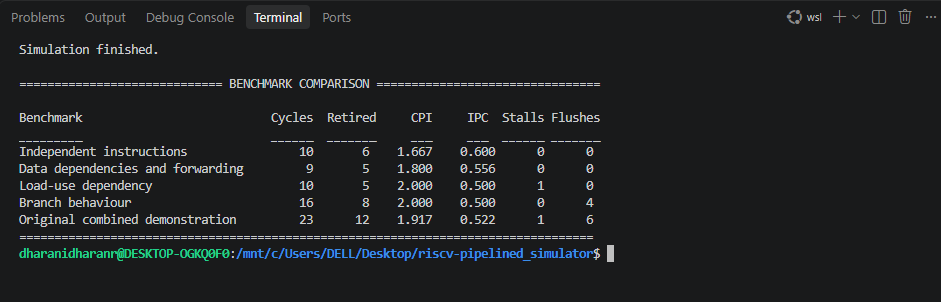 Problems Output Debug Console Terminal Ports wsl
Simulation finished.
============================= BENCHMARK COMPARISON ================================
Benchmark Cycles Retired CPI IPC Stalls Flushes
_________ ______ _______ ___ ___ ______ _______
Independent instructions 10 6 1.667 0.600 0 0
Data dependencies and forwarding 9 5 1.800 0.556 0 0
Load-use dependency 10 5 2.000 0.500 1 0
Branch behaviour 16 8 2.000 0.500 0 4
Original combined demonstration 23 12 1.917 0.522 1 6
==================================================================================
dharanidharanr@DESKTOP-OGKQ0F0:/mnt/c/Users/DELL/Desktop/riscv-pipelined_simulator$